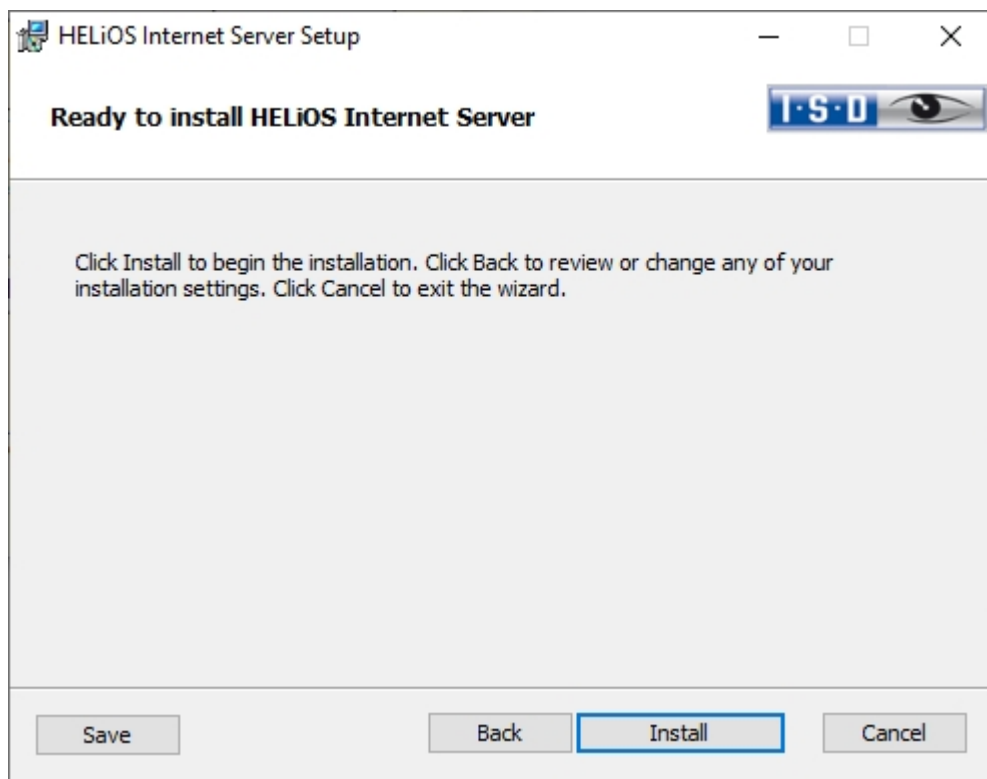 HELiOS Internet Server Setup
Ready to install HELiOS Internet Server
I·S·D
Click Install to begin the installation. Click Back to review or change any of your
installation settings. Click Cancel to exit the wizard.
Save
Back
Install
Cancel